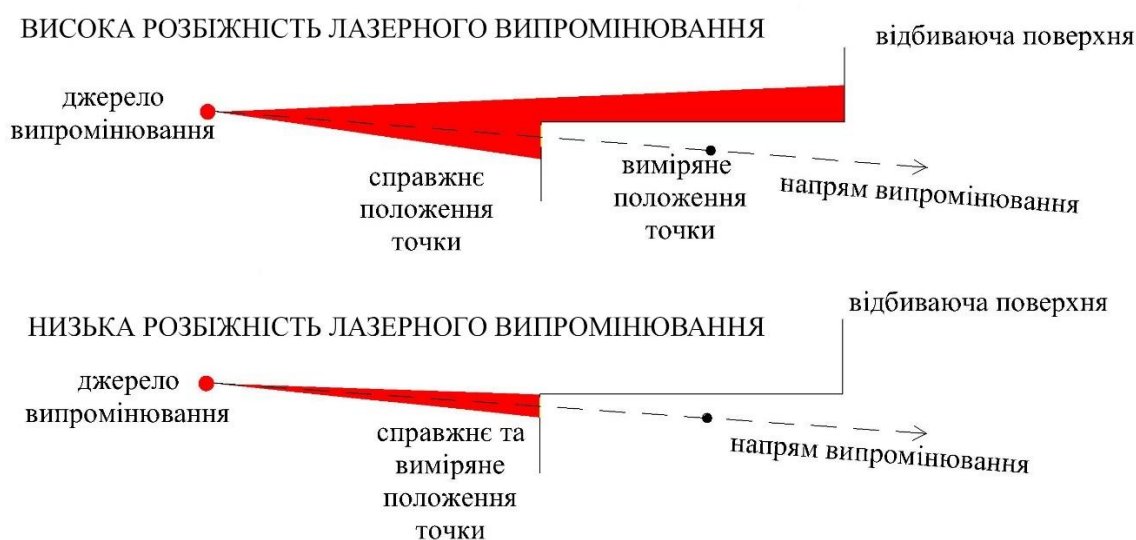 ВИСОКА РОЗБІЖНІСТЬ ЛАЗЕРНОГО ВИПРОМІНЮВАННЯ
відбиваюча поверхня
джерело
випромінювання
справжнє
положення
точки
виміряне
положення
точки
напрям випромінювання
НИЗЬКА РОЗБІЖНІСТЬ ЛАЗЕРНОГО ВИПРОМІНЮВАННЯ
відбиваюча поверхня
джерело
випромінювання
справжнє та
виміряне
положення
точки
напрям випромінювання